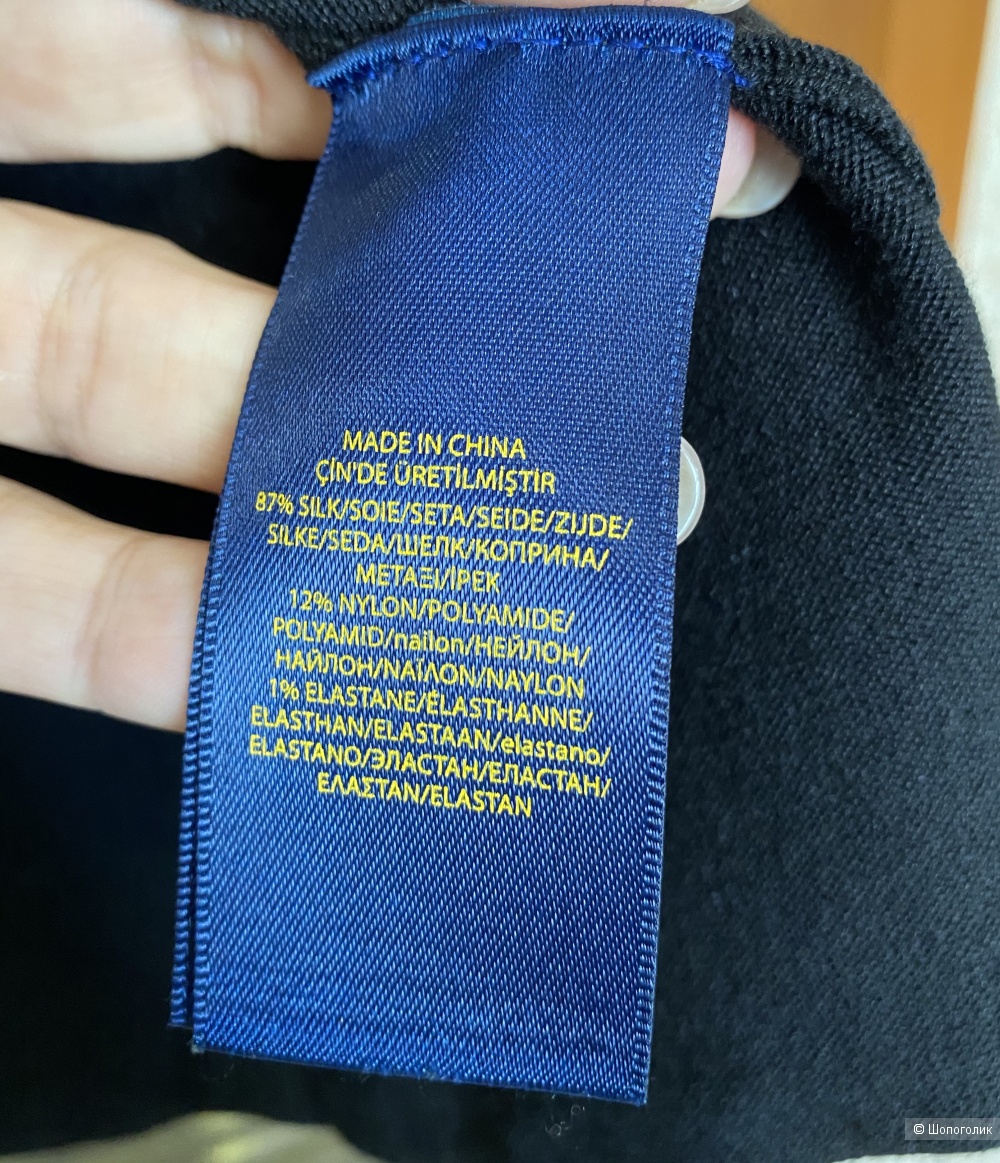 MADE IN CHINA
ÇİN'DE ÜRETİLMİŞTİR
87% SILK/SOIE/SETA/SEIDE/ZIJDE/
SILKE/SEDA/ШЕЛК/КОПРИНА/
ΜΕΤΑΞΙ/İPEK
12% NYLON/POLYAMIDE/
POLYAMID/nailon/НЕЙЛОН/
НАЙЛОН/ΝΑΪΛΟΝ/NAYLON
1% ELASTANE/ÉLASTHANNE/
ELASTHAN/ELASTAAN/elastano/
ELASTANO/ЭЛАСТАН/ЕЛАСТАН/
ΕΛΑΣΤΑΝ/ELASTAN
© Шопоголик